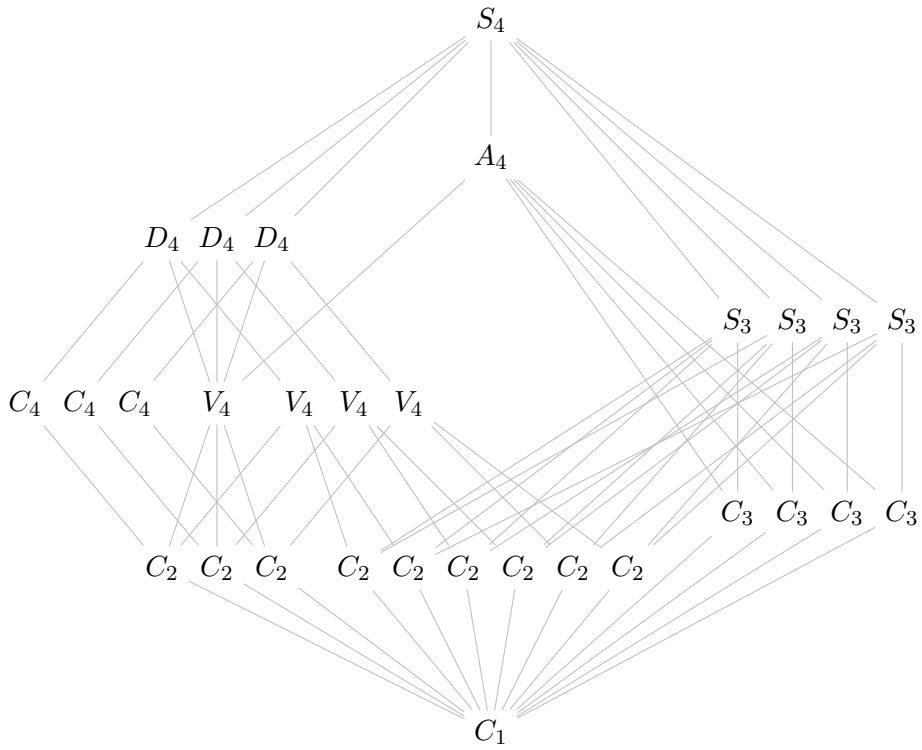 S₄
A₄
D₄ D₄ D₄
S₃ S₃ S₃ S₃
C₄ C₄ C₄ V₄ V₄ V₄ V₄
C₃ C₃ C₃ C₃
C₂ C₂ C₂ C₂ C₂ C₂ C₂ C₂ C₂
C₁